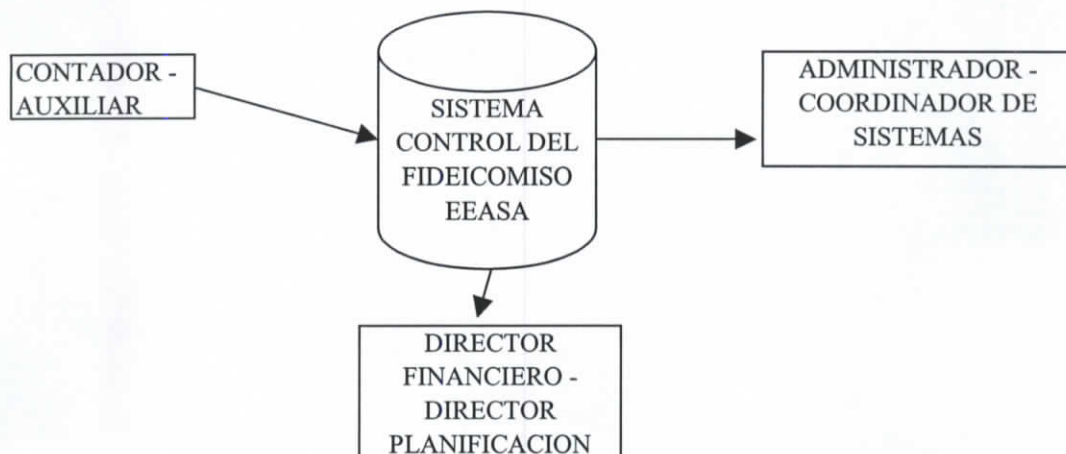 CONTADOR -
AUXILIAR
SISTEMA
CONTROL DEL
FIDEICOMISO
EEASA
ADMINISTRADOR -
COORDINADOR DE
SISTEMAS
DIRECTOR
FINANCIERO -
DIRECTOR
PLANIFICACION